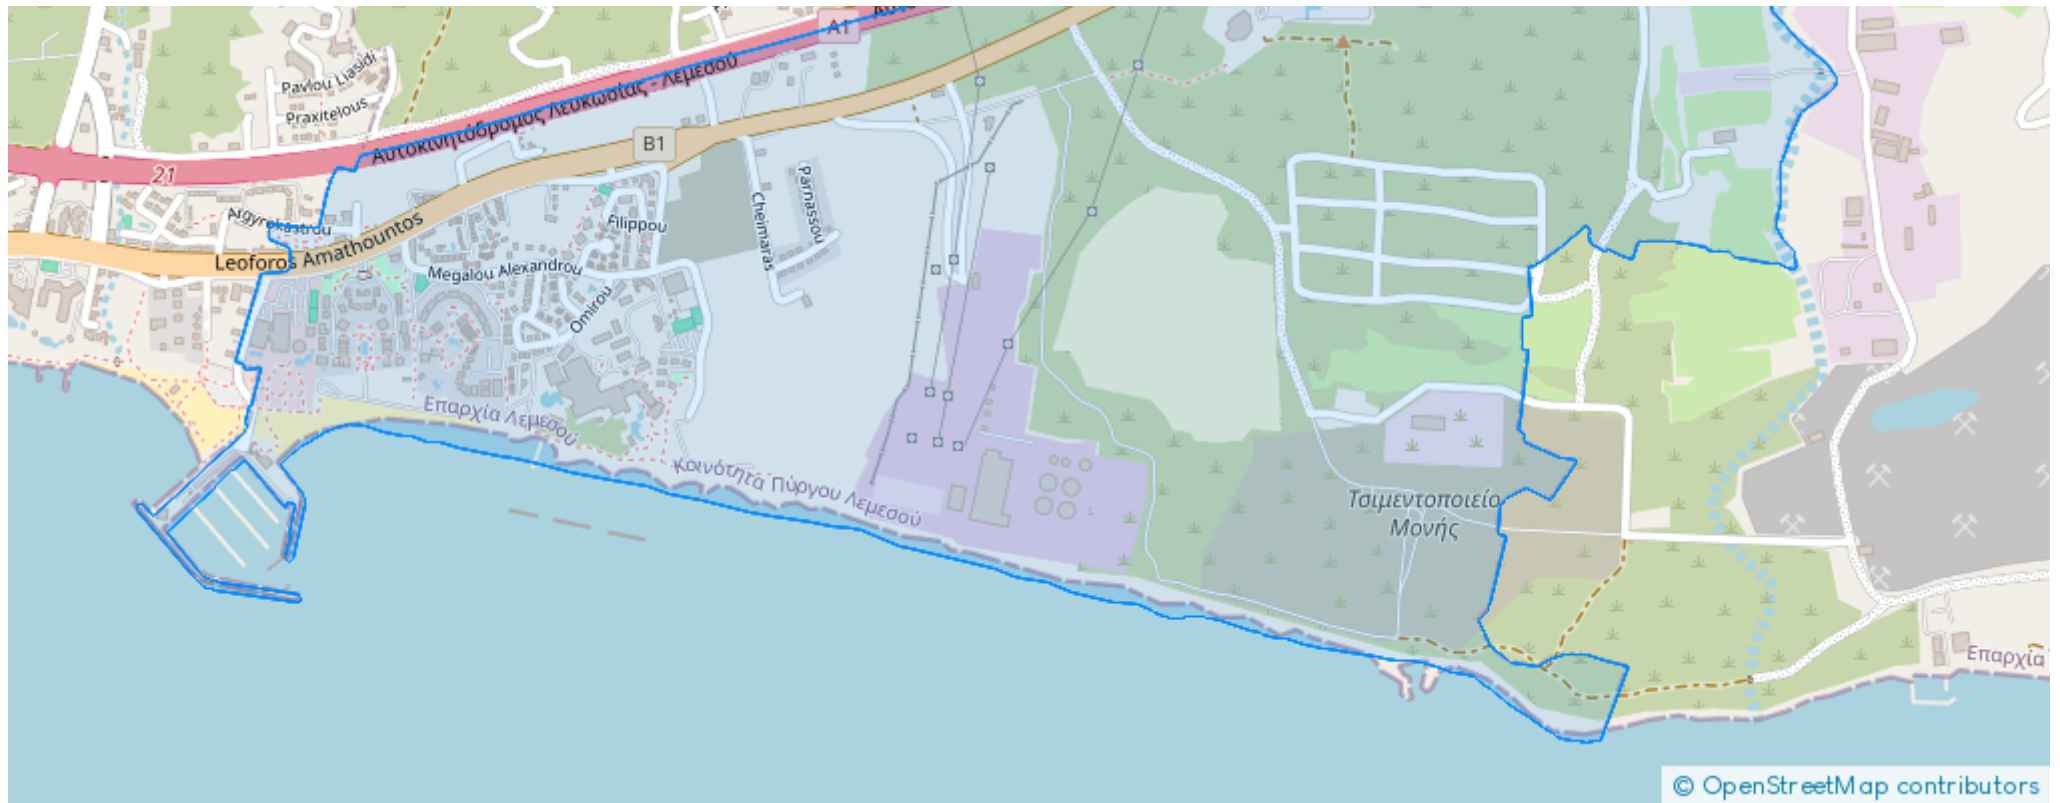 A1
Αυτοκ
Pavlou Liasidi
Praxitelous
Αυτοκινητόδρομος Λευκωσίας - Λεμεσού
B1
21
Parnassou
Cheimaras
Argyrokastrou
Filippou
Leoforos Amathountos
Megalou Alexandrou
Omirou
Επαρχία Λεμεσού
Κοινότητα Πύργου Λεμεσού
Τσιμεντοποιείο
Μονής
Επαρχία
© OpenStreetMap contributors